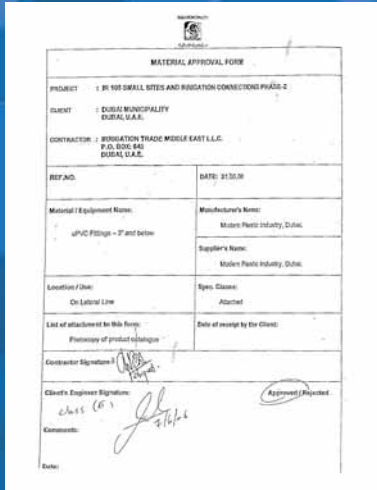 MATERIAL APPROVAL FORM
PROJECT : IR 105 SMALL SITES AND IRRIGATION CONNECTIONS PHASE-2
CLIENT : DUBAI MUNICIPALITY
DUBAI, U.A.E.
CONTRACTOR : IRRIGATION TRADE MIDDLE EAST L.L.C.
P.O. BOX
DUBAI, U.A.E.
REF.NO. DATE:
Material / Equipment Name: Manufacturer's Name:
Modern Plastic Industry, Dubai.
uPVC Fittings – 3" and below
Supplier's Name:
Modern Plastic Industry, Dubai.
Location / Use: Spec. Clause:
On Lateral Line Attached
List of attachment to this form: Date of receipt by the Client:
Photocopy of product catalogue
Contractor Signature:
Client's Engineer Signature: Approved / Rejected
class (E)
7/6/06
Comments:
Date: